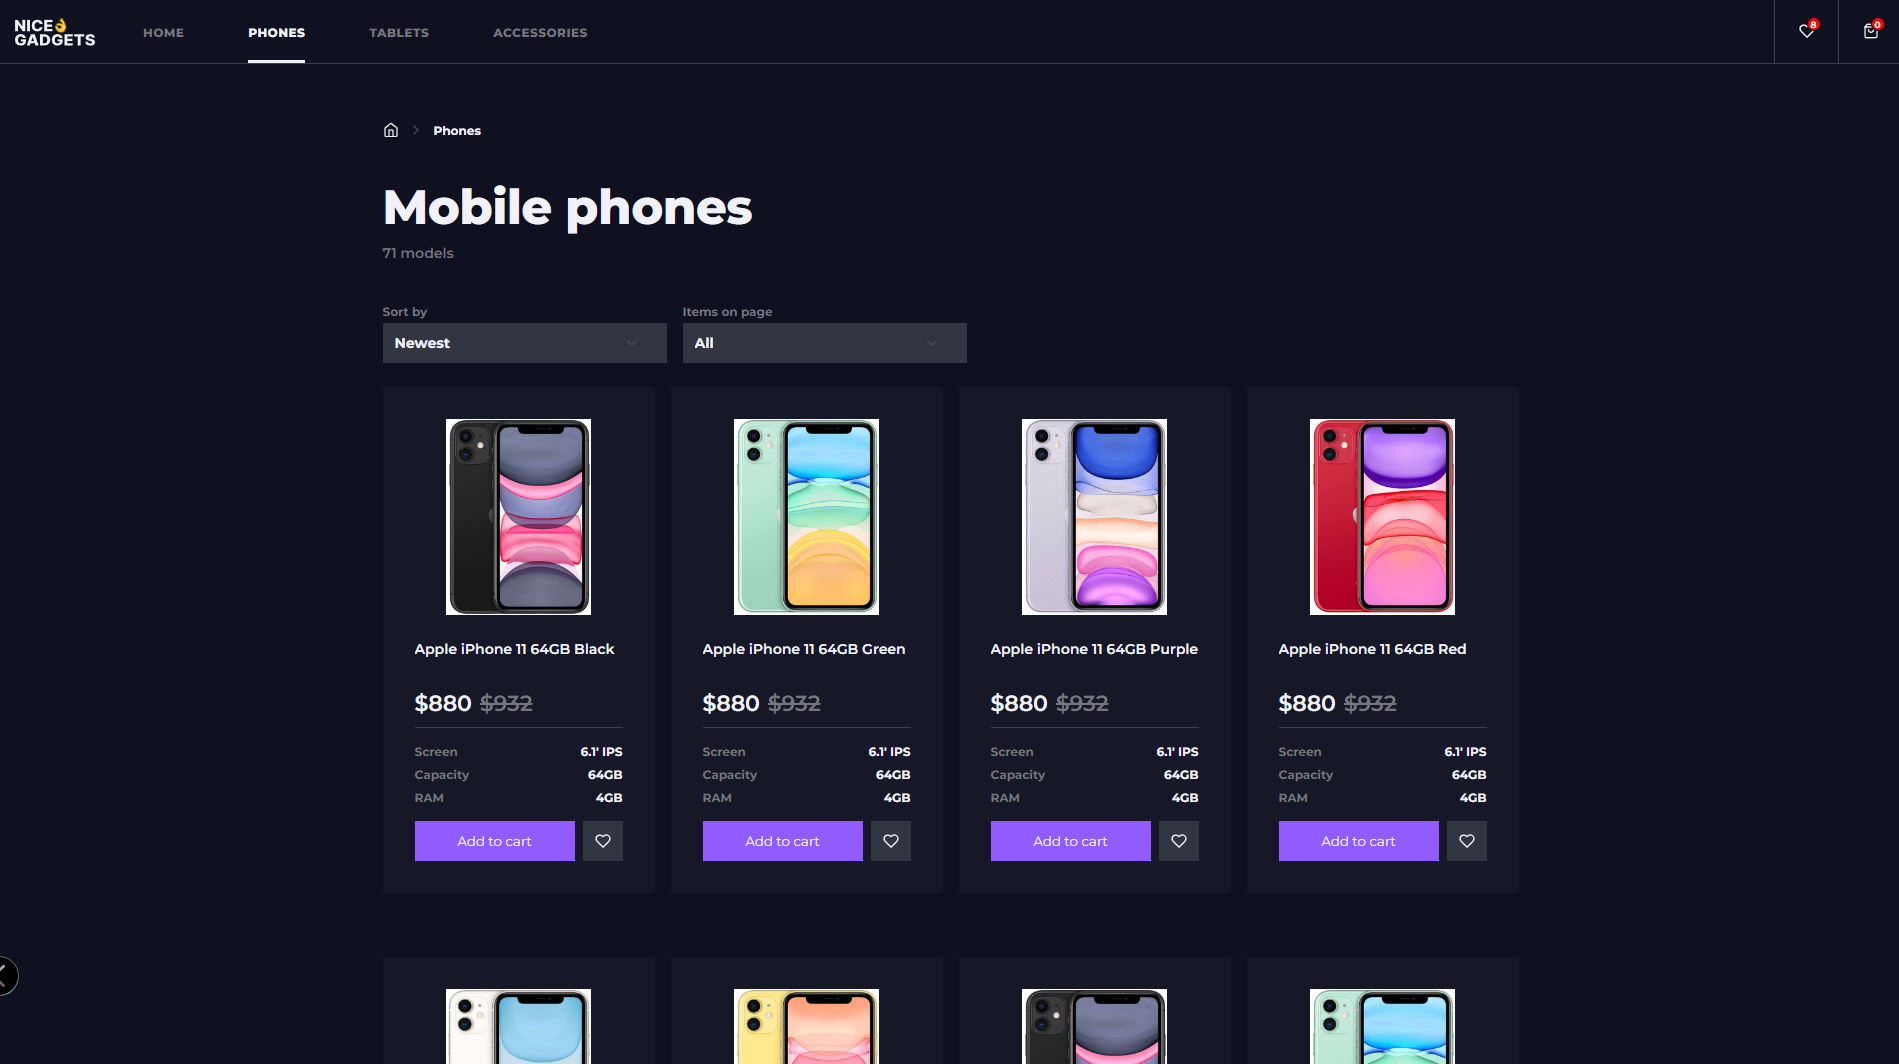 NICE👌
GADGETS
HOME
PHONES
TABLETS
ACCESSORIES
8
0
Phones
Mobile phones
71 models
Sort by
Items on page
Newest
All
Apple iPhone 11 64GB Black
$880 $932
Screen 6.1' IPS
Capacity 64GB
RAM 4GB
Add to cart
Apple iPhone 11 64GB Green
$880 $932
Screen 6.1' IPS
Capacity 64GB
RAM 4GB
Add to cart
Apple iPhone 11 64GB Purple
$880 $932
Screen 6.1' IPS
Capacity 64GB
RAM 4GB
Add to cart
Apple iPhone 11 64GB Red
$880 $932
Screen 6.1' IPS
Capacity 64GB
RAM 4GB
Add to cart